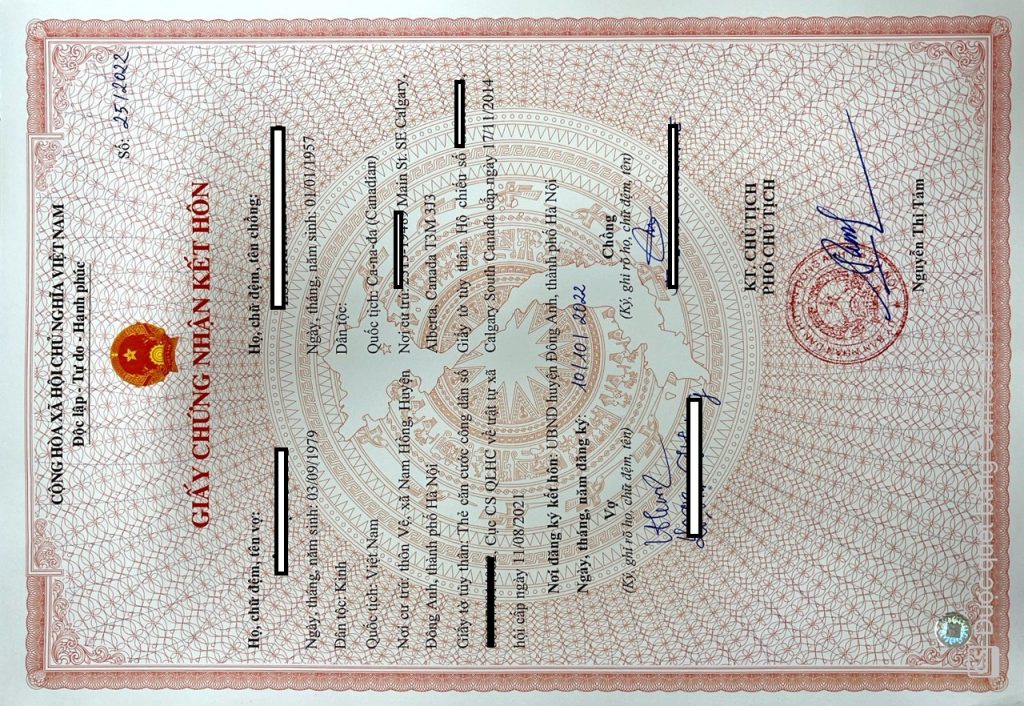 CỘNG HÒA XÃ HỘI CHỦ NGHĨA VIỆT NAM
Độc lập - Tự do - Hạnh phúc
Số: 25/2022
GIẤY CHỨNG NHẬN KẾT HÔN
Họ, chữ đệm, tên vợ:
Ngày, tháng, năm sinh: 03/09/1979
Dân tộc: Kinh
Quốc tịch: Việt Nam
Nơi cư trú: thôn Vệ, xã Nam Hồng, Huyện
Đông Anh, thành phố Hà Nội
Giấy tờ tùy thân: Thẻ căn cước công dân số
, Cục CS QLHC về trật tự xã
hội cấp ngày 11/08/2021
Họ, chữ đệm, tên chồng:
Ngày, tháng, năm sinh: 01/01/1957
Dân tộc:
Quốc tịch: Ca-na-đa (Canadian)
Nơi cư trú: Main St. SE Calgary,
Alberta, Canada T3M 3J3
Giấy tờ tùy thân: Hộ chiếu số
Calgary South Canada cấp ngày 17/11/2014
Nơi đăng ký kết hôn: UBND huyện Đông Anh, thành phố Hà Nội
Ngày, tháng, năm đăng ký: 10/10/2022
Vợ
(Ký, ghi rõ họ, chữ đệm, tên)
Chồng
(Ký, ghi rõ họ, chữ đệm, tên)
KT. CHỦ TỊCH
PHÓ CHỦ TỊCH
Nguyễn Thị Tám
Được quét bằng CamScanner